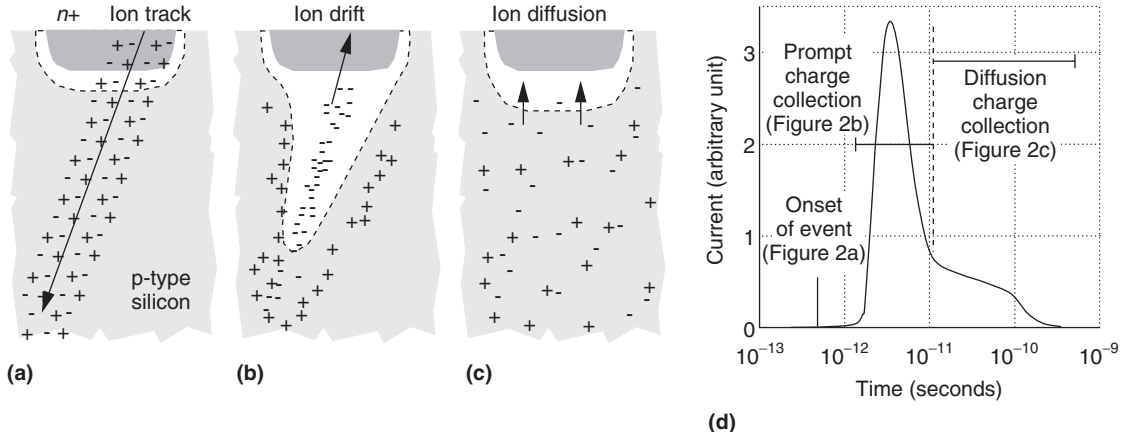 n+
Ion track
p-type
silicon
(a)
Ion drift
(b)
Ion diffusion
(c)
Current (arbitrary unit)
3
2
1
0
Prompt
charge
collection
(Figure 2b)
Diffusion
charge
collection
(Figure 2c)
Onset
of event
(Figure 2a)
10⁻¹³
10⁻¹²
10⁻¹¹
10⁻¹⁰
10⁻⁹
Time (seconds)
(d)